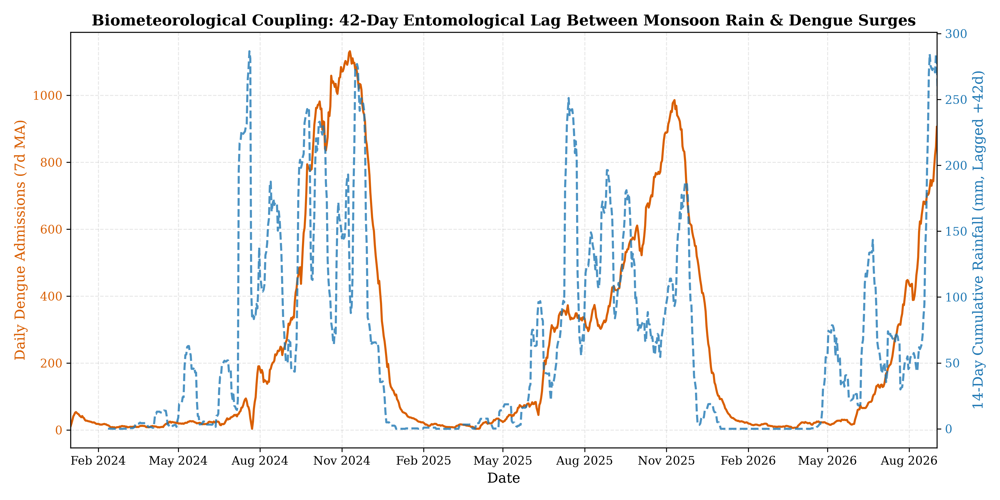 Biometeorological Coupling: 42-Day Entomological Lag Between Monsoon Rain & Dengue Surges
Daily Dengue Admissions (7d MA)
1000
800
600
400
200
0
300
250
200
150
100
50
0
14-Day Cumulative Rainfall (mm, Lagged +42d)
Feb 2024
May 2024
Aug 2024
Nov 2024
Feb 2025
May 2025
Aug 2025
Nov 2025
Feb 2026
May 2026
Aug 2026
Date